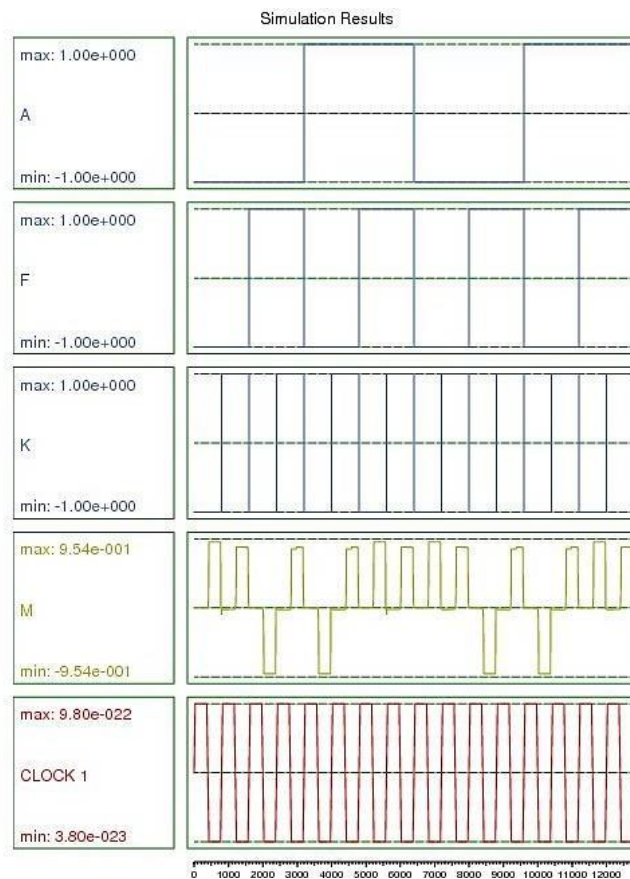 Simulation Results
max: 1.00e+000
A
min: -1.00e+000
max: 1.00e+000
F
min: -1.00e+000
max: 1.00e+000
K
min: -1.00e+000
max: 9.54e-001
M
min: -9.54e-001
max: 9.80e-022
CLOCK 1
min: 3.80e-023
0 1000 2000 3000 4000 5000 6000 7000 8000 9000 10000 11000 12000